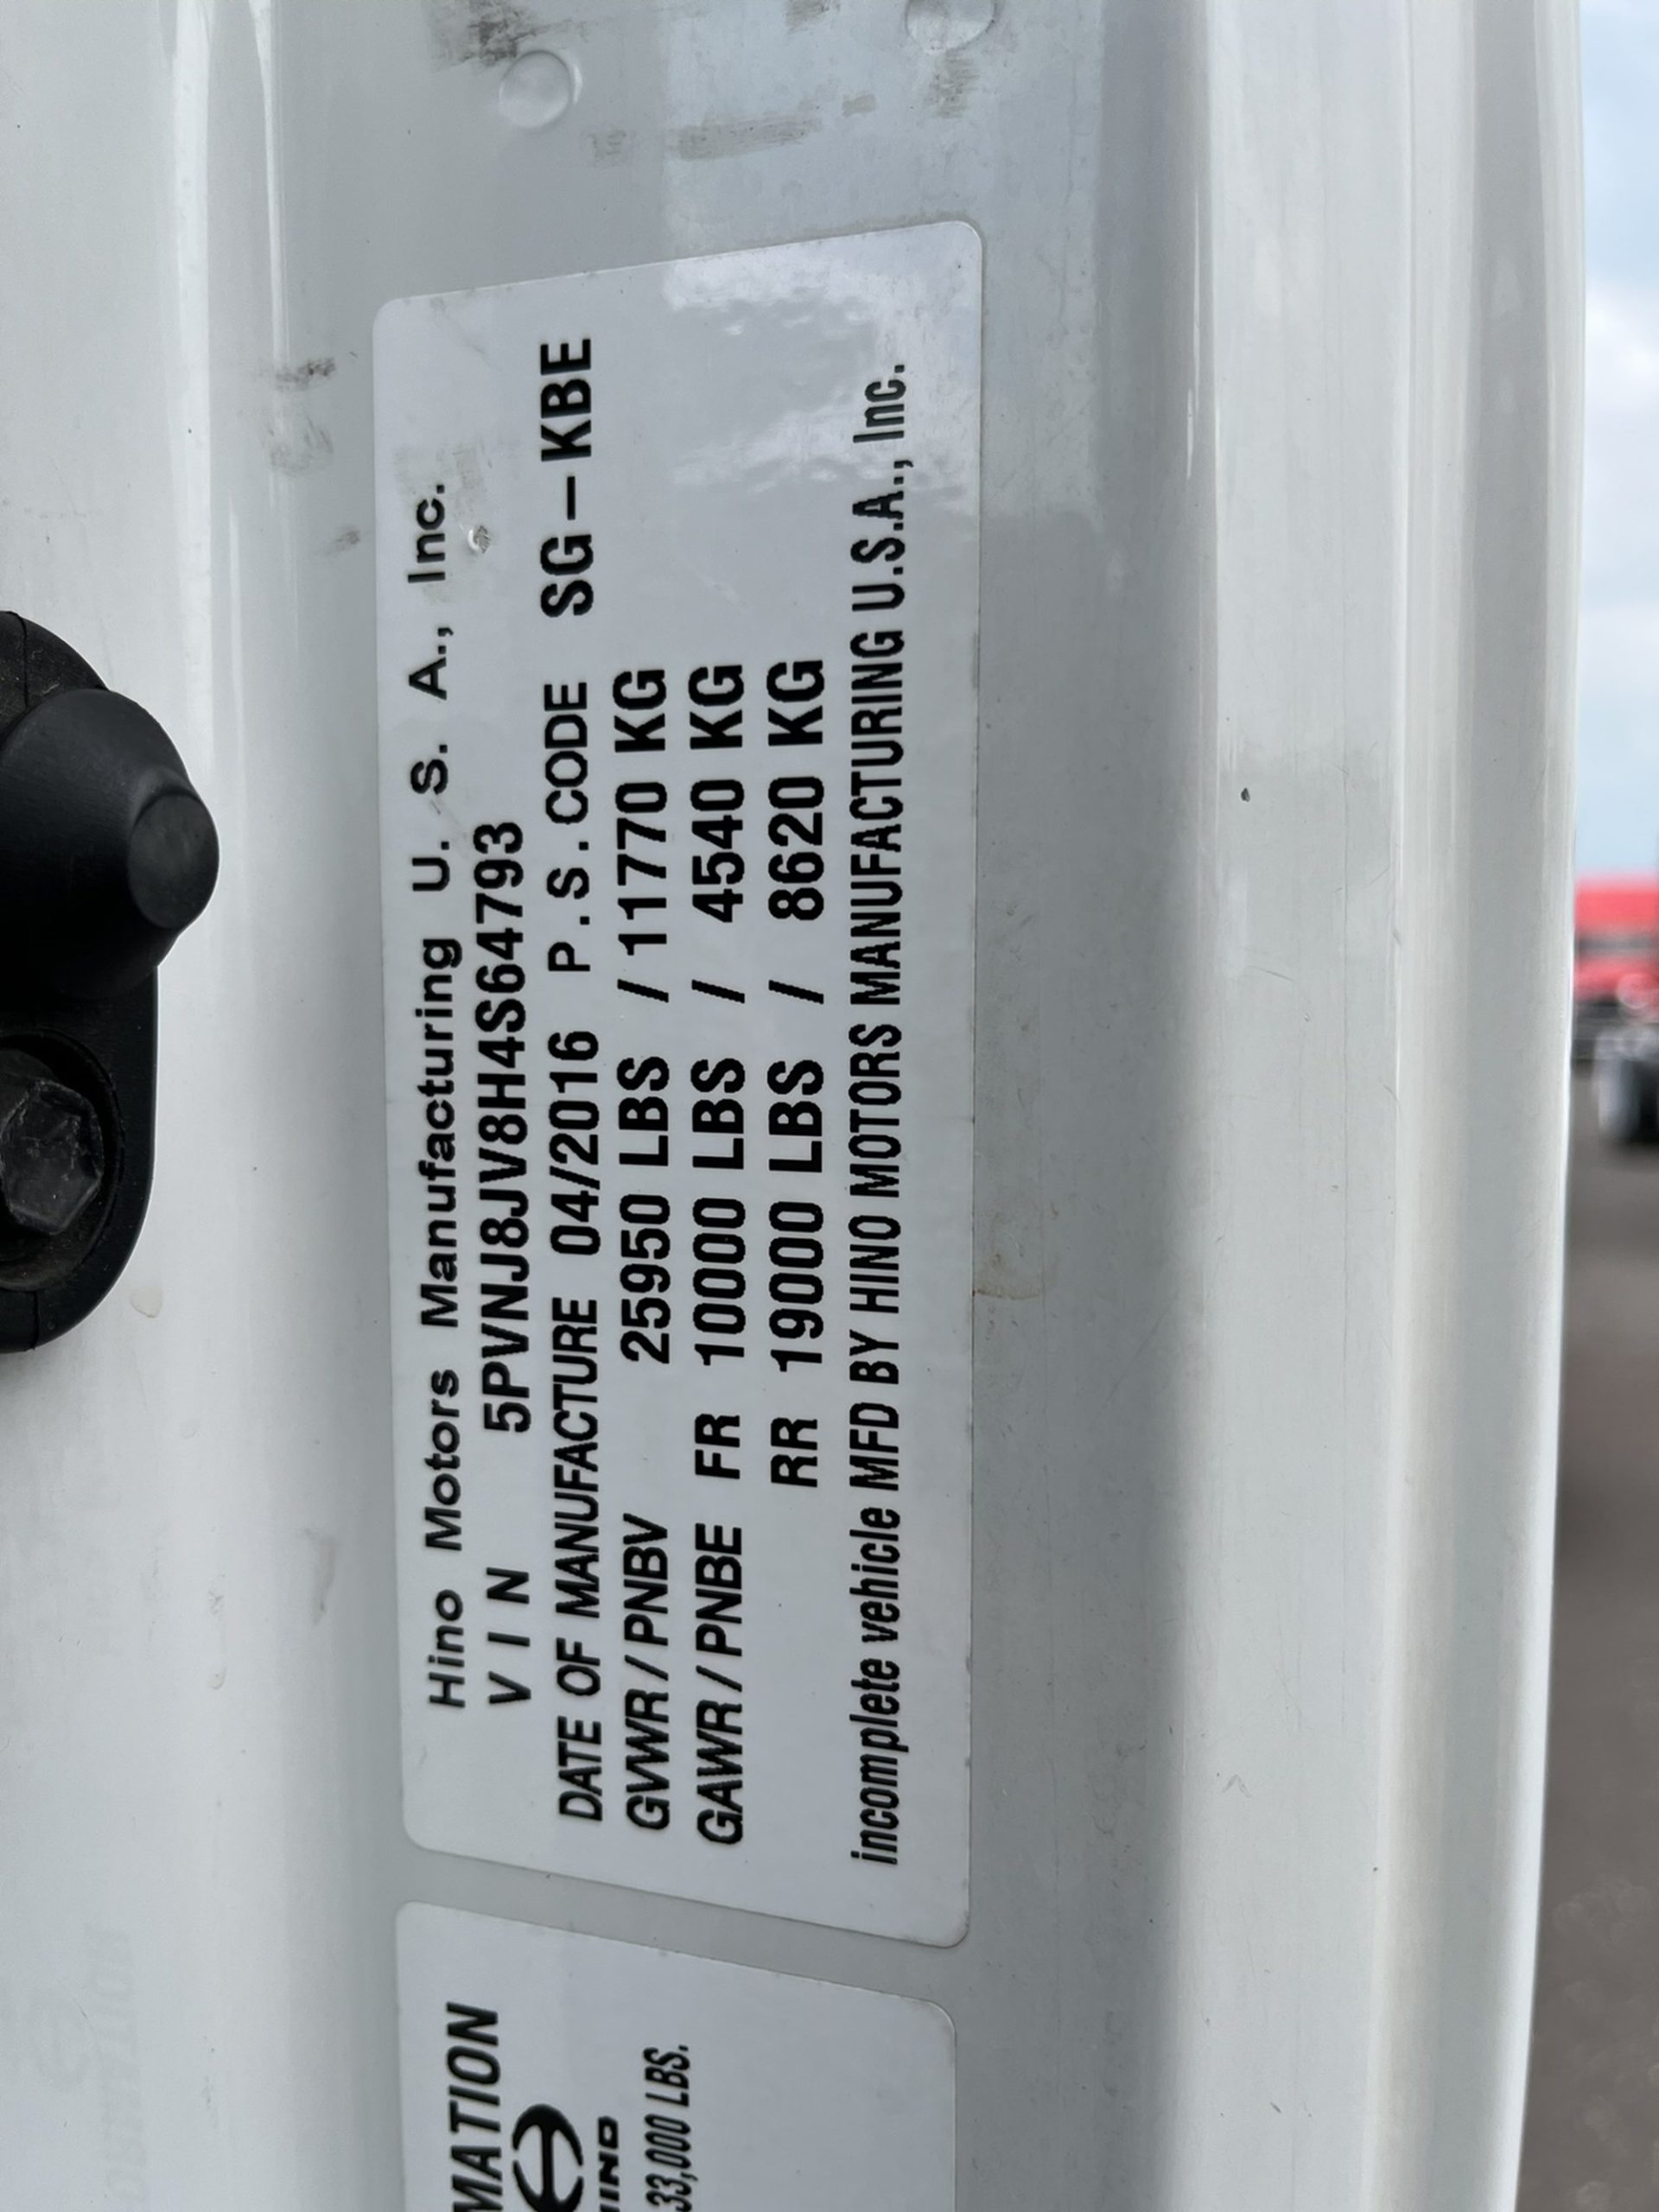 Hino Motors Manufacturing U. S. A., Inc.
V I N 5PVNJ8JV8H4S64793
DATE OF MANUFACTURE 04/2016 P.S.CODE SG-KBE
GVWR/PNBV 25950 LBS /11770 KG
GAWR/PNBE FR 10000 LBS / 4540 KG
RR 19000 LBS / 8620 KG
incomplete vehicle MFD BY HINO MOTORS MANUFACTURING U.S.A., Inc.
MATION
HINO
33,000 LBS.